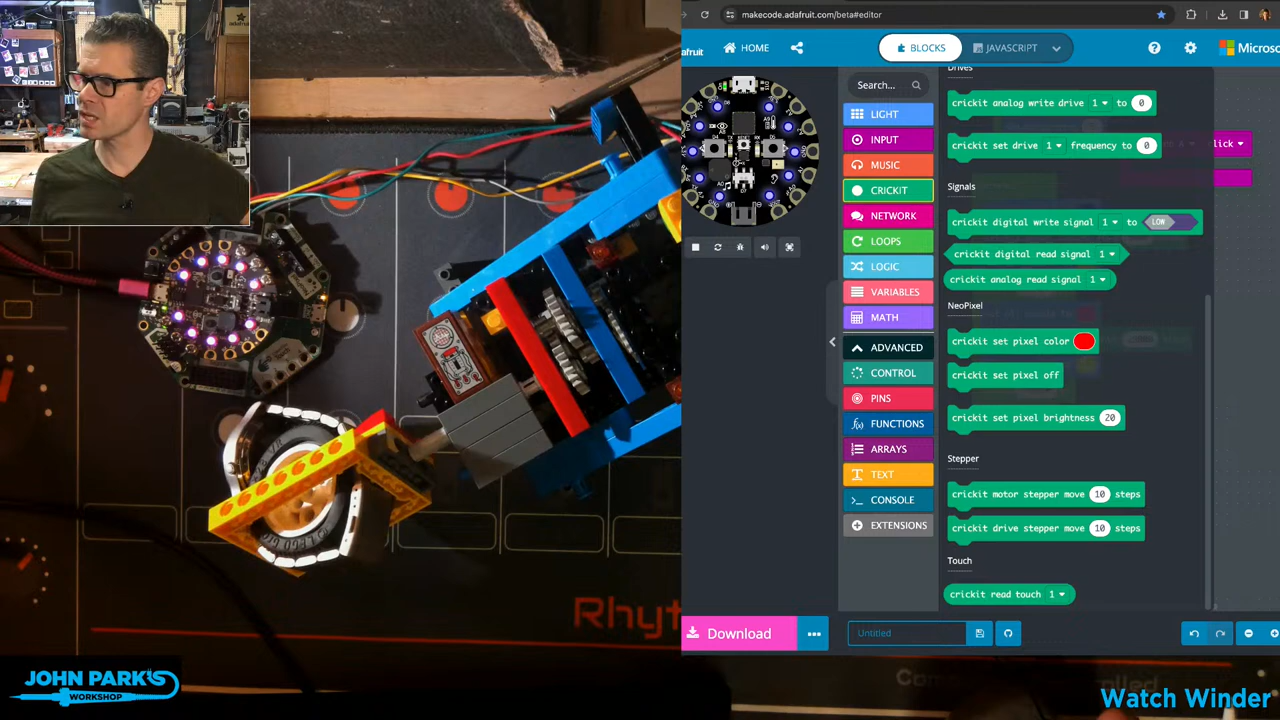 makecode.adafruit.com/beta#editor
HOME
BLOCKS
JAVASCRIPT
Search...
LIGHT
INPUT
MUSIC
CRICKIT
NETWORK
LOOPS
LOGIC
VARIABLES
MATH
ADVANCED
CONTROL
PINS
FUNCTIONS
ARRAYS
TEXT
CONSOLE
EXTENSIONS
Drives
crickit analog write drive 1 to 0
crickit set drive 1 frequency to 0
Signals
crickit digital write signal 1 to LOW
crickit digital read signal 1
crickit analog read signal 1
NeoPixel
crickit set pixel color
crickit set pixel off
crickit set pixel brightness 20
Stepper
crickit motor stepper move 10 steps
crickit drive stepper move 10 steps
Touch
crickit read touch 1
Download
Untitled
JOHN PARK'S
WORKSHOP
Watch Winder